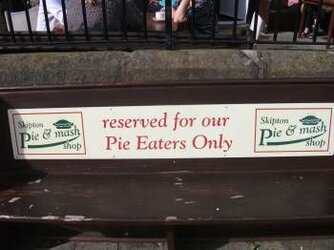 Skipton
Pie & mash
shop
reserved for our
Pie Eaters Only
Skipton
Pie & mash
shop